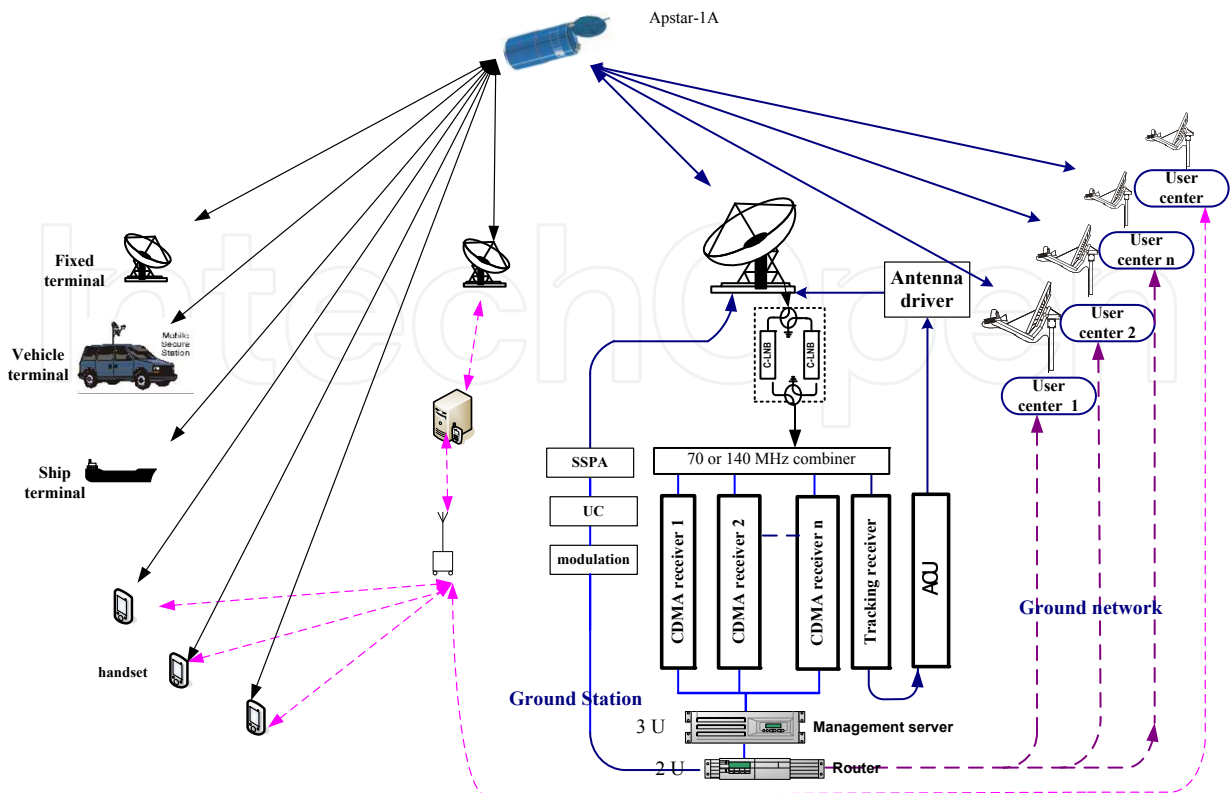 Apstar-1A
User
center
User
center n
User
center 2
User
center 1
Fixed
terminal
Antenna
driver
C-LNB
C-LNB
Mobile
Secure
Station
Vehicle
terminal
Ship
terminal
SSPA
UC
modulation
70 or 140 MHz combiner
CDMA receiver 1
CDMA receiver 2
CDMA receiver n
Tracking receiver
ACU
Ground network
handset
Ground Station
3 U
Management server
2 U
Router
IntechOpen